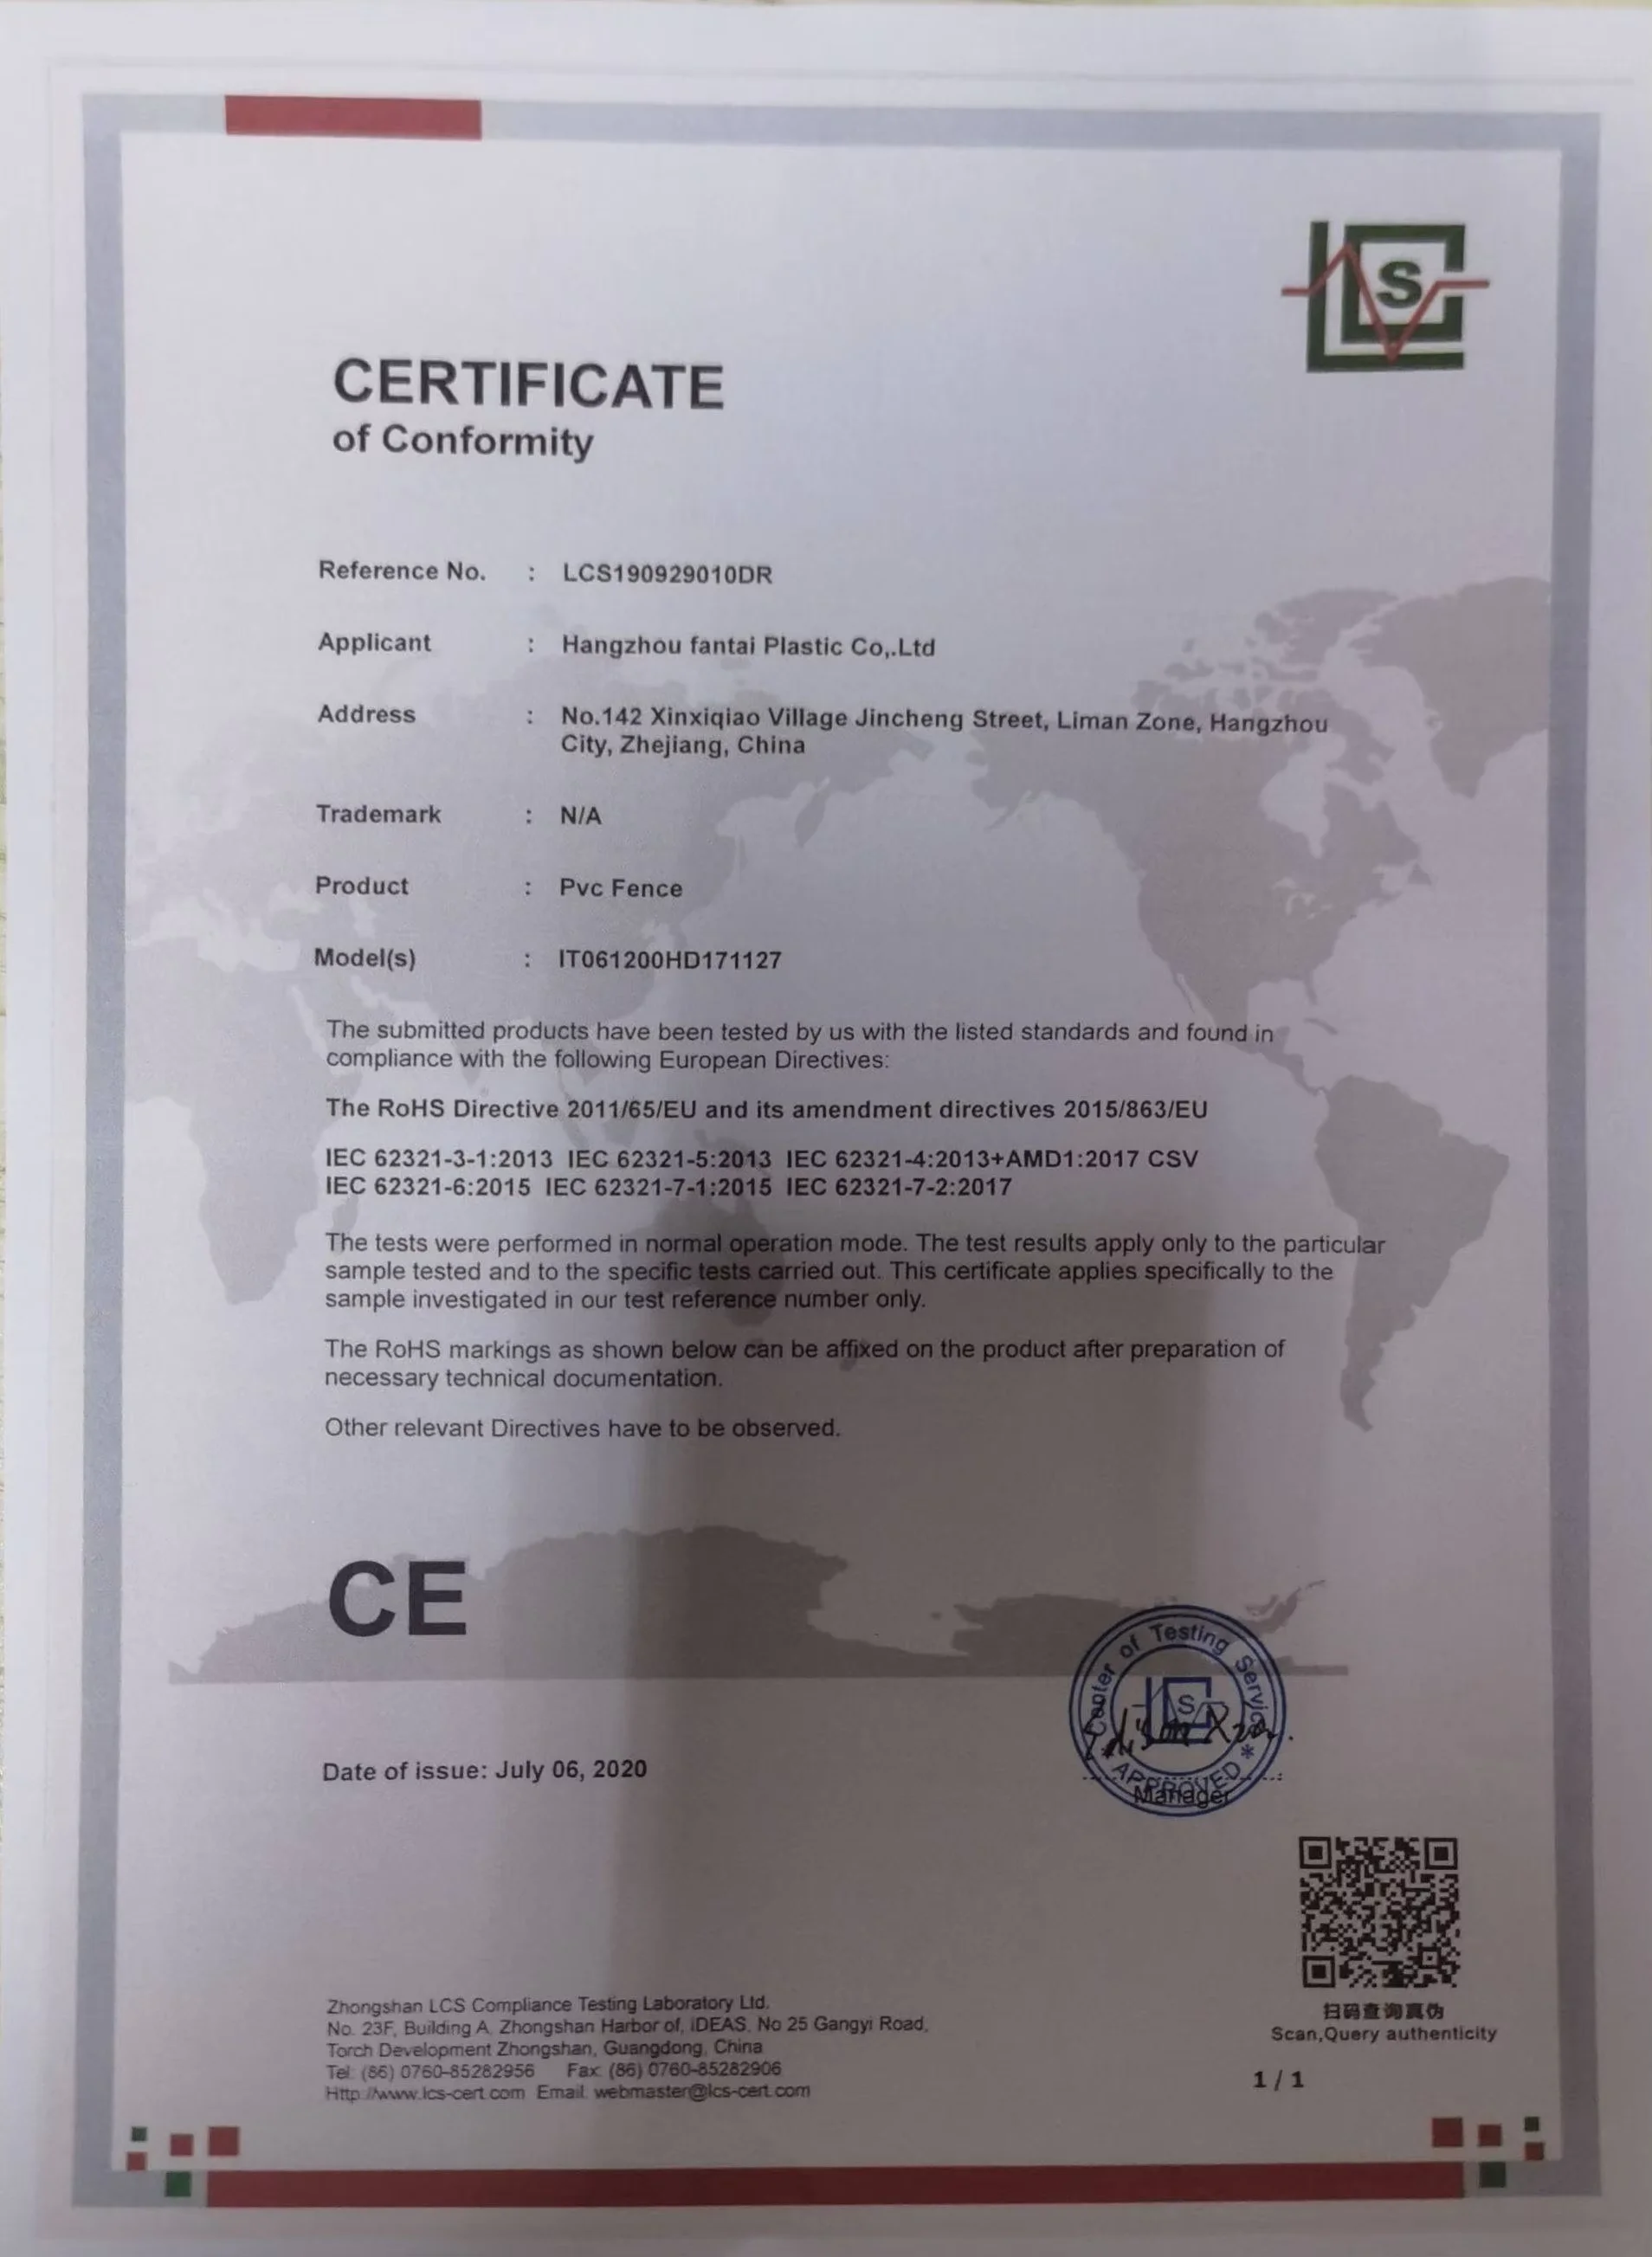 LCS
CERTIFICATE
of Conformity
Reference No. : LCS190929010DR
Applicant : Hangzhou fantai Plastic Co,.Ltd
Address : No.142 Xinxiqiao Village Jincheng Street, Liman Zone, Hangzhou
City, Zhejiang, China
Trademark : N/A
Product : Pvc Fence
Model(s) : IT061200HD171127
The submitted products have been tested by us with the listed standards and found in
compliance with the following European Directives:
The RoHS Directive 2011/65/EU and its amendment directives 2015/863/EU
IEC 62321-3-1:2013 IEC 62321-5:2013 IEC 62321-4:2013+AMD1:2017 CSV
IEC 62321-6:2015 IEC 62321-7-1:2015 IEC 62321-7-2:2017
The tests were performed in normal operation mode. The test results apply only to the particular
sample tested and to the specific tests carried out. This certificate applies specifically to the
sample investigated in our test reference number only.
The RoHS markings as shown below can be affixed on the product after preparation of
necessary technical documentation.
Other relevant Directives have to be observed.
CE
Center of Testing Service
LCS
* APPROVED *
Manager
Date of issue: July 06, 2020
扫码查询真伪
Scan,Query authenticity
Zhongshan LCS Compliance Testing Laboratory Ltd.
No. 23F, Building A, Zhongshan Harbor of, IDEAS, No 25 Gangyi Road,
Torch Development Zhongshan, Guangdong, China
Tel: (86) 0760-85282956 Fax: (86) 0760-85282906
Http://www.lcs-cert.com Email: webmaster@lcs-cert.com
1 / 1